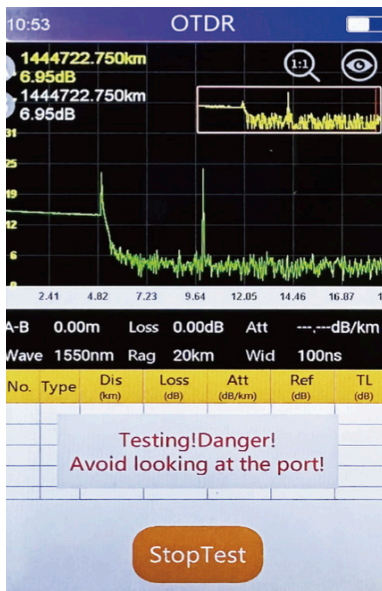 10:53 OTDR
1444722.750km
6.95dB
1:1
1444722.750km
6.95dB
31
25
19
12
6
2.41 4.82 7.23 9.64 12.05 14.46 16.87 1
A-B 0.00m Loss 0.00dB Att ---.---dB/km
Wave 1550nm Rag 20km Wid 100ns
No. Type Dis (km) Loss (dB) Att (dB/km) Ref (dB) TL (dB)
Testing!Danger!
Avoid looking at the port!
StopTest